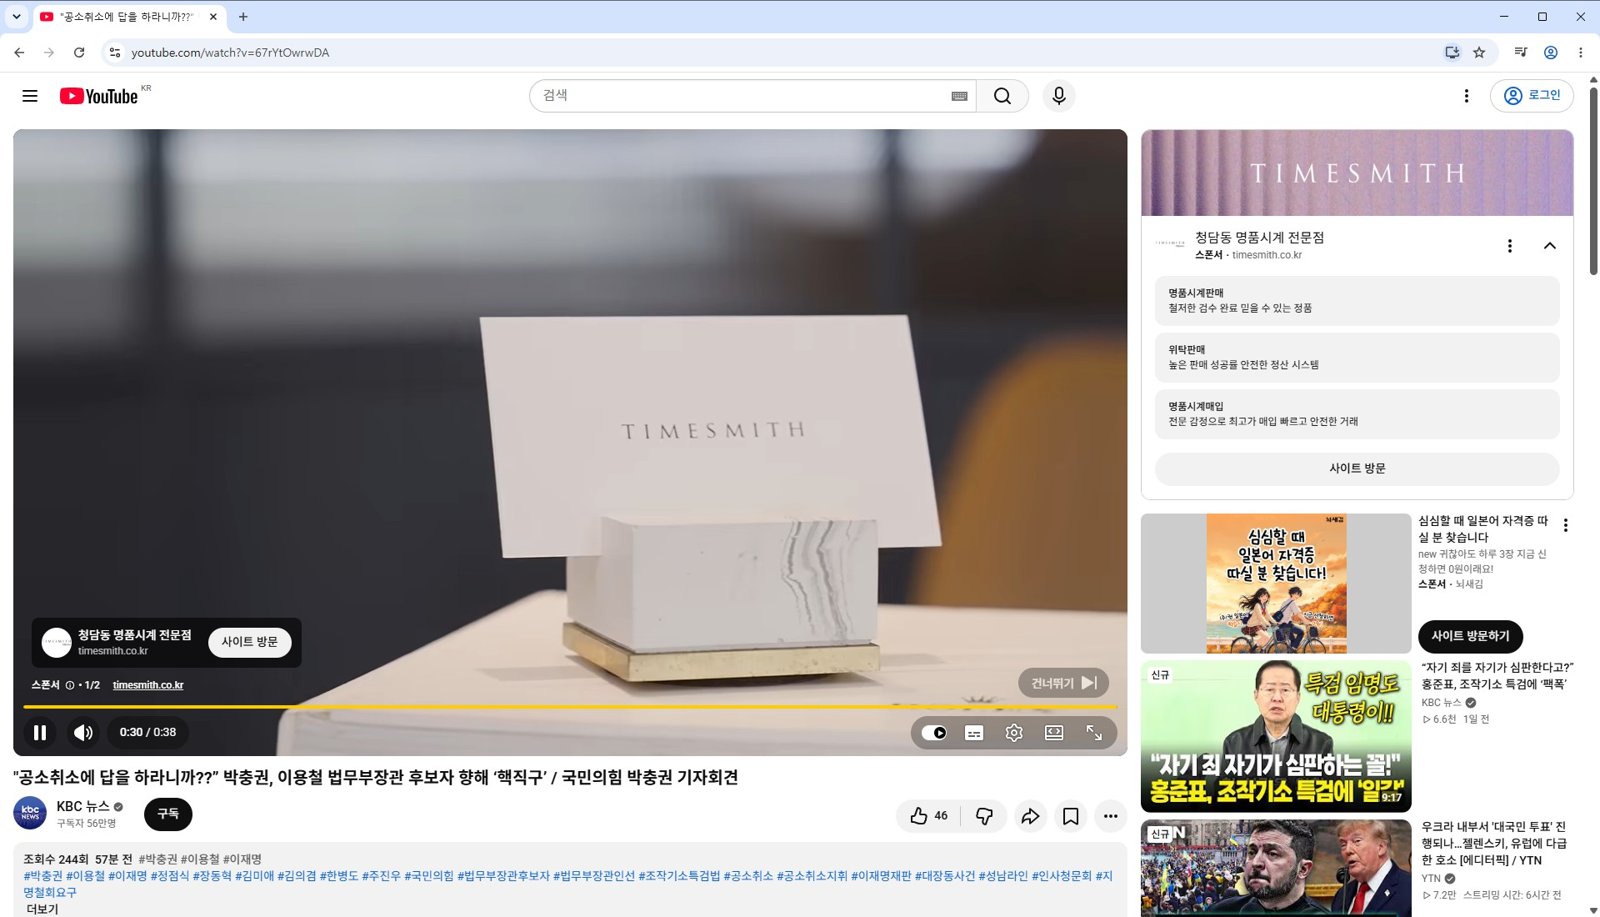 "공소취소에 답을 하라니까??"
youtube.com/watch?v=67rYtOwrwDA
YouTube KR
검색
로그인
TIMESMITH
청담동 명품시계 전문점
timesmith.co.kr
사이트 방문
스폰서 · 1/2 timesmith.co.kr
건너뛰기
0:30 / 0:38
"공소취소에 답을 하라니까??” 박충권, 이용철 법무부장관 후보자 향해 ‘핵직구’ / 국민의힘 박충권 기자회견
kbc NEWS
KBC 뉴스
구독자 56만명
구독
46
조회수 244회 57분 전 #박충권 #이용철 #이재명
#박충권 #이용철 #이재명 #정점식 #장동혁 #김미애 #김의겸 #한병도 #주진우 #국민의힘 #법무부장관후보자 #법무부장관인선 #조작기소특검법 #공소취소 #공소취소지휘 #이재명재판 #대장동사건 #성남라인 #인사청문회 #지
명철회요구
더보기
TIMESMITH
청담동 명품시계 전문점
스폰서 · timesmith.co.kr
명품시계판매
철저한 검수 완료 믿을 수 있는 정품
위탁판매
높은 판매 성공률 안전한 정산 시스템
명품시계매입
전문 감정으로 최고가 매입 빠르고 안전한 거래
사이트 방문
뇌새김
심심할 때
일본어 자격증
따실 분 찾습니다!
심심할 때 일본어 자격증 따
실 분 찾습니다
new 귀찮아도 하루 3장 지금 신
청하면 0원이래요!
스폰서 · 뇌새김
사이트 방문하기
신규
특검 임명도
대통령이!!
“자기 죄 자기가 심판하는 꼴!”
홍준표, 조작기소 특검에 ‘일갈’
9:17
“자기 죄를 자기가 심판한다고?”
홍준표, 조작기소 특검에 ‘팩폭’
KBC 뉴스
6.6천 1일 전
신규
우크라 내부서 '대국민 투표' 진
행되나...젤렌스키, 유럽에 다급
한 호소 [에디터픽] / YTN
YTN
7.2만 스트리밍 시간: 6시간 전